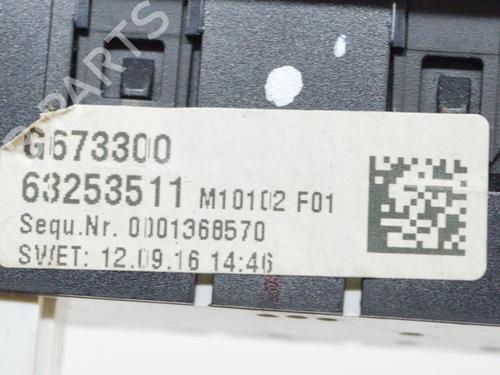 G673300
63253511 M10102 F01
Sequ.Nr. 0001368570
SWET: 12.09.16 14:46